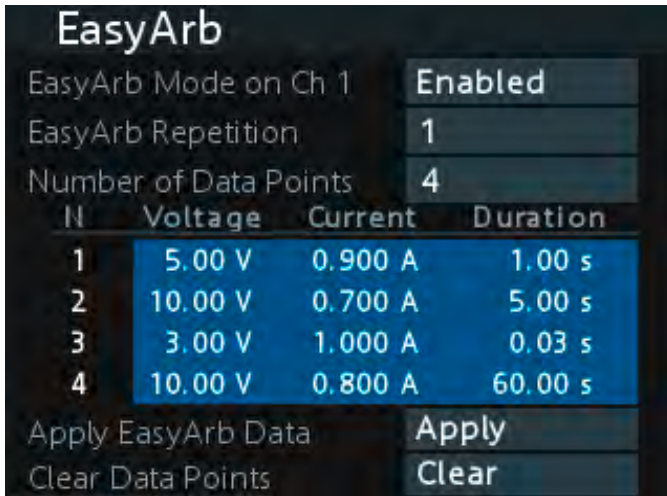 EasyArb
EasyArb Mode on Ch 1 Enabled
EasyArb Repetition 1
Number of Data Points 4
N Voltage Current Duration
1 5.00 V 0.900 A 1.00 s
2 10.00 V 0.700 A 5.00 s
3 3.00 V 1.000 A 0.03 s
4 10.00 V 0.800 A 60.00 s
Apply EasyArb Data Apply
Clear Data Points Clear